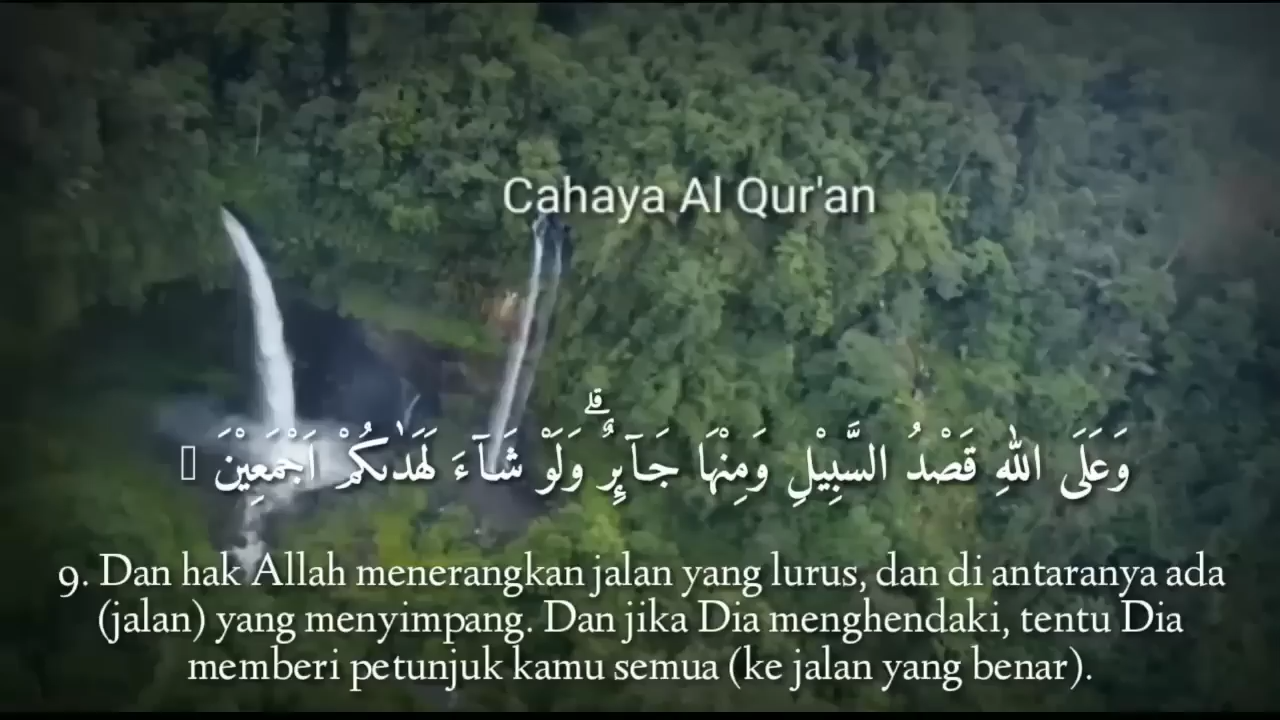 Cahaya Al Qur'an
وَعَلَى اللّٰهِ قَصْدُ السَّبِيْلِ وَمِنْهَا جَاۤىِٕرٌ ۗوَلَوْ شَاۤءَ لَهَدٰىكُمْ اَجْمَعِيْنَ
9. Dan hak Allah menerangkan jalan yang lurus, dan di antaranya ada
(jalan) yang menyimpang. Dan jika Dia menghendaki, tentu Dia
memberi petunjuk kamu semua (ke jalan yang benar).